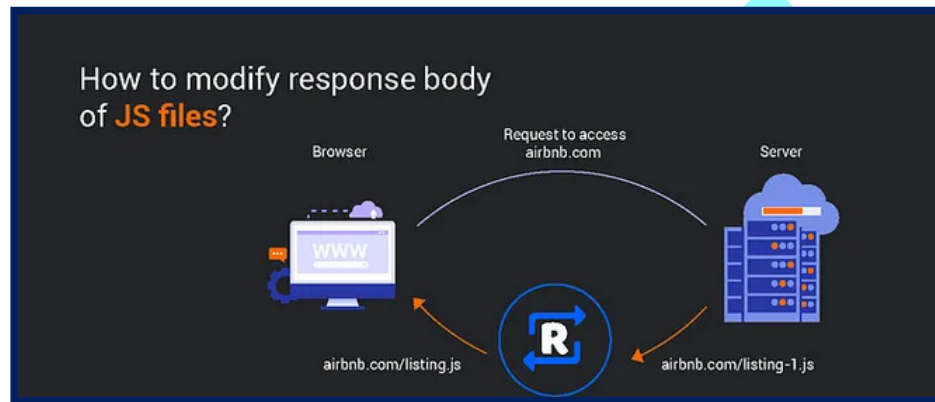 How to modify response body
of JS files?
Browser
Request to access
airbnb.com
Server
WWW
R
airbnb.com/listing.js
airbnb.com/listing-1.js